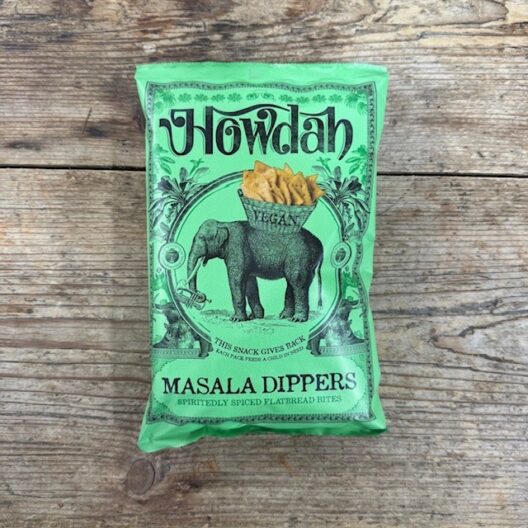 Howdah
VEGAN
THIS SNACK GIVES BACK
EACH PACK FEEDS A CHILD IN NEED
MASALA DIPPERS
SPIRITEDLY SPICED FLATBREAD BITES